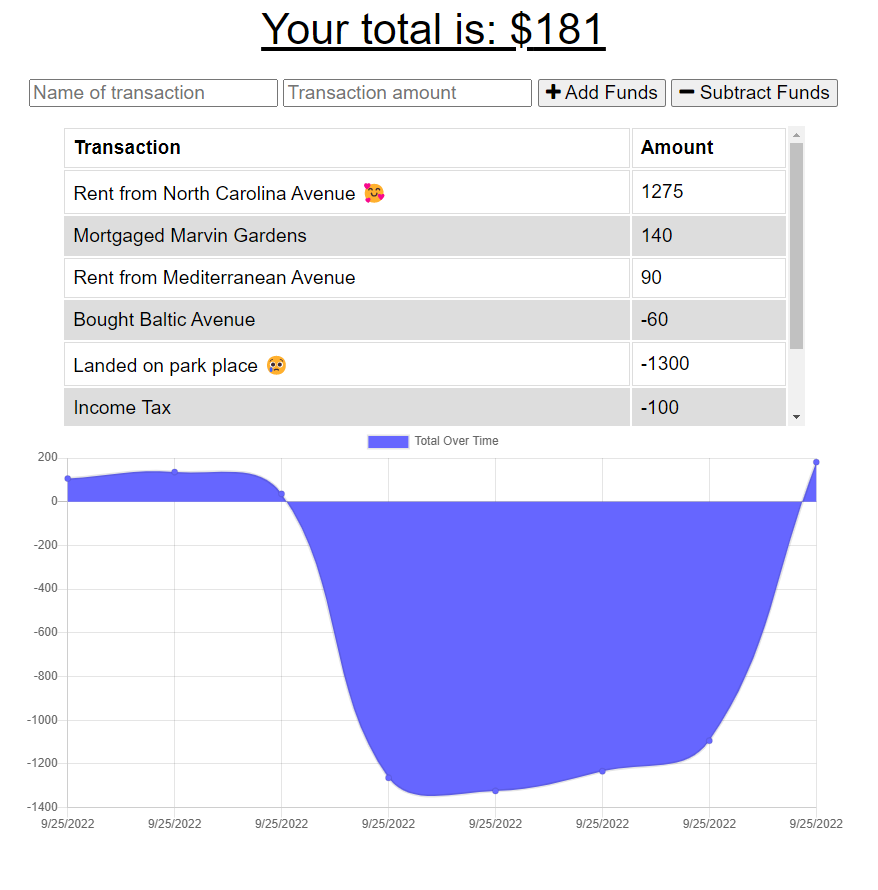 Your total is: $181
Name of transaction Transaction amount Add Funds Subtract Funds
Transaction Amount
Rent from North Carolina Avenue 🥰 1275
Mortgaged Marvin Gardens 140
Rent from Mediterranean Avenue 90
Bought Baltic Avenue -60
Landed on park place 😢 -1300
Income Tax -100
Total Over Time
200
0
-200
-400
-600
-800
-1000
-1200
-1400
9/25/2022 9/25/2022 9/25/2022 9/25/2022 9/25/2022 9/25/2022 9/25/2022 9/25/2022